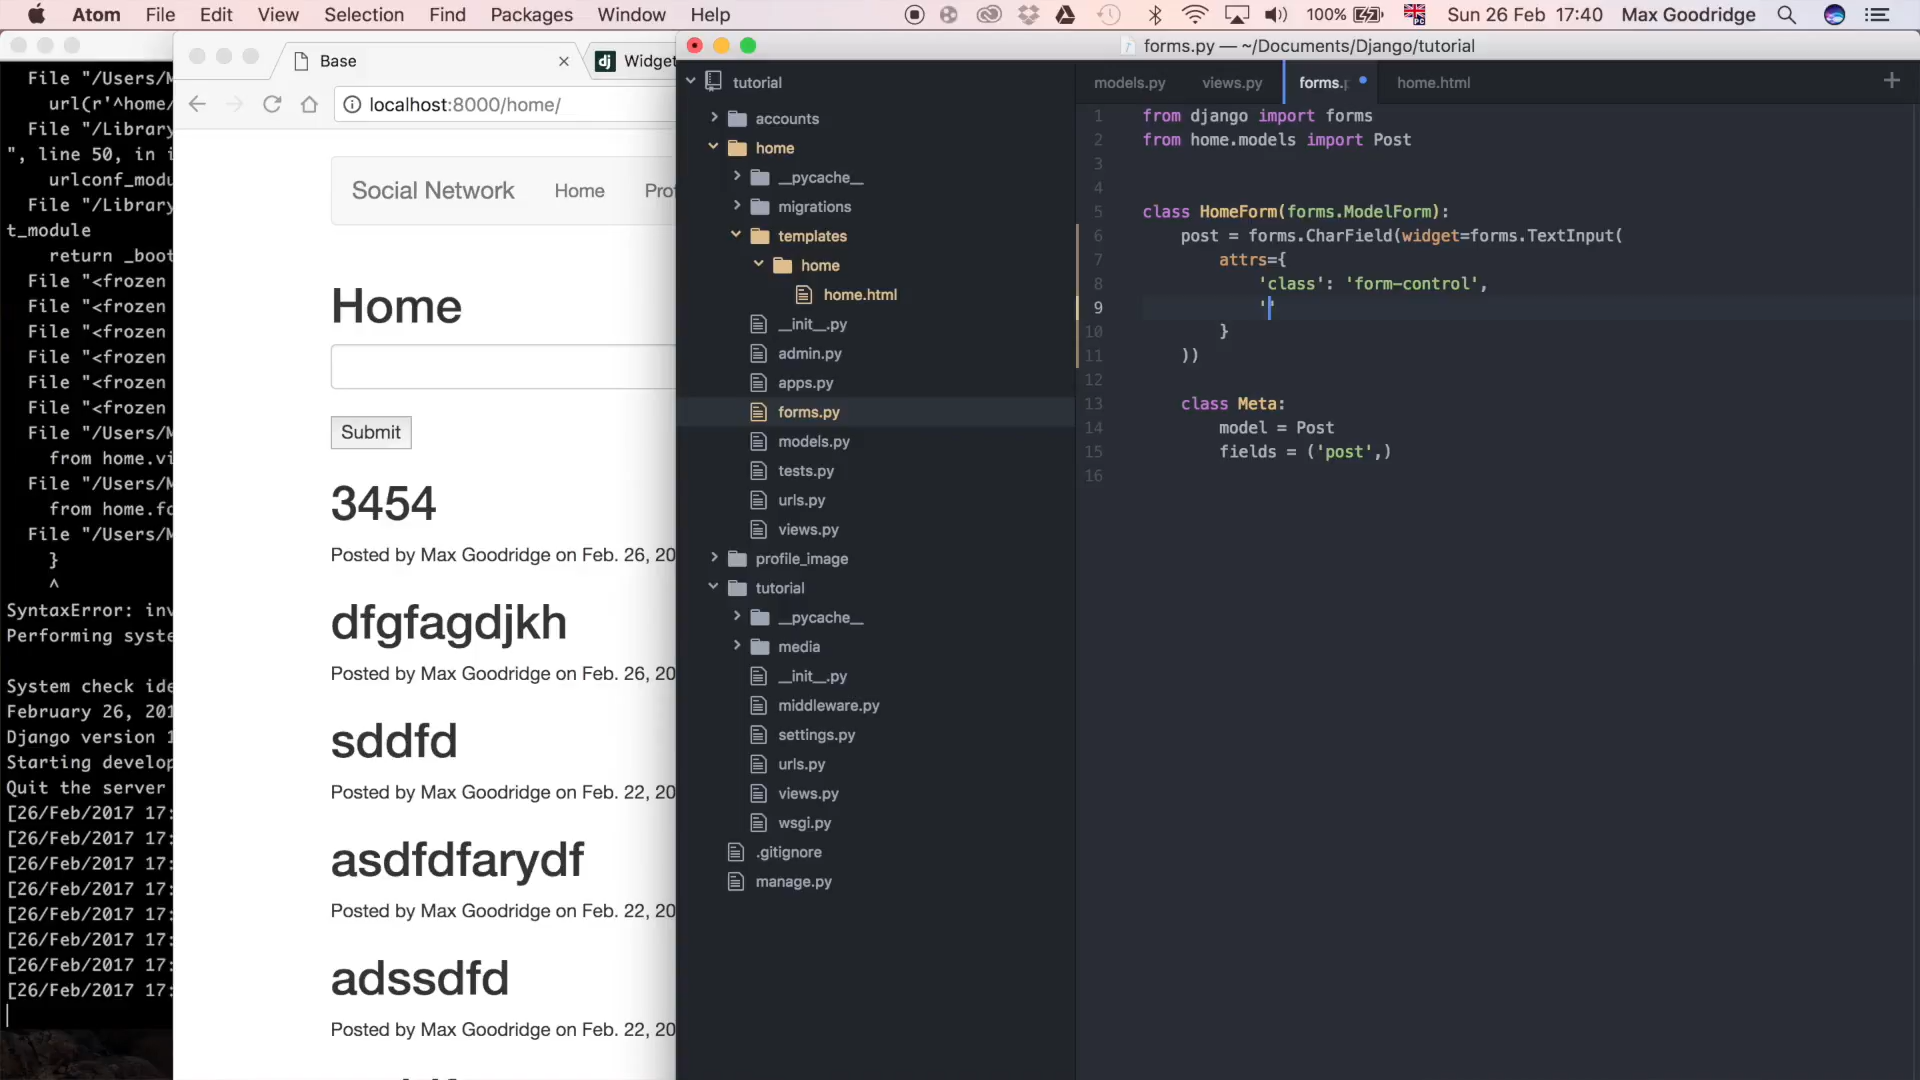 Atom File Edit View Selection Find Packages Window Help 100% Sun 26 Feb 17:40 Max Goodridge
File "/Users/M
url(r'^home/
File "/Library
", line 50, in i
urlconf_modu
File "/Library
t_module
return _boot
File "<frozen
File "<frozen
File "<frozen
File "<frozen
File "<frozen
File "<frozen
File "/Users/M
from home.vi
File "/Users/M
from home.fo
File "/Users/M
}
^
SyntaxError: inv
Performing syste
System check ide
February 26, 201
Django version 1
Starting develop
Quit the server
[26/Feb/2017 17:
[26/Feb/2017 17:
[26/Feb/2017 17:
[26/Feb/2017 17:
[26/Feb/2017 17:
[26/Feb/2017 17:
[26/Feb/2017 17:
[26/Feb/2017 17:
Base
dj Widget
localhost:8000/home/
Social Network Home Prof
Home
Submit
3454
Posted by Max Goodridge on Feb. 26, 20
dfgfagdjkh
Posted by Max Goodridge on Feb. 26, 20
sddfd
Posted by Max Goodridge on Feb. 22, 20
asdfdfarydf
Posted by Max Goodridge on Feb. 22, 20
adssdfd
Posted by Max Goodridge on Feb. 22, 20
forms.py — ~/Documents/Django/tutorial
tutorial
accounts
home
__pycache__
migrations
templates
home
home.html
__init__.py
admin.py
apps.py
forms.py
models.py
tests.py
urls.py
views.py
profile_image
tutorial
__pycache__
media
__init__.py
middleware.py
settings.py
urls.py
views.py
wsgi.py
.gitignore
manage.py
models.py views.py forms.p home.html
1 from django import forms
2 from home.models import Post
3
4
5 class HomeForm(forms.ModelForm):
6 post = forms.CharField(widget=forms.TextInput(
7 attrs={
8 'class': 'form-control',
9 ''
10 }
11 ))
12
13 class Meta:
14 model = Post
15 fields = ('post',)
16